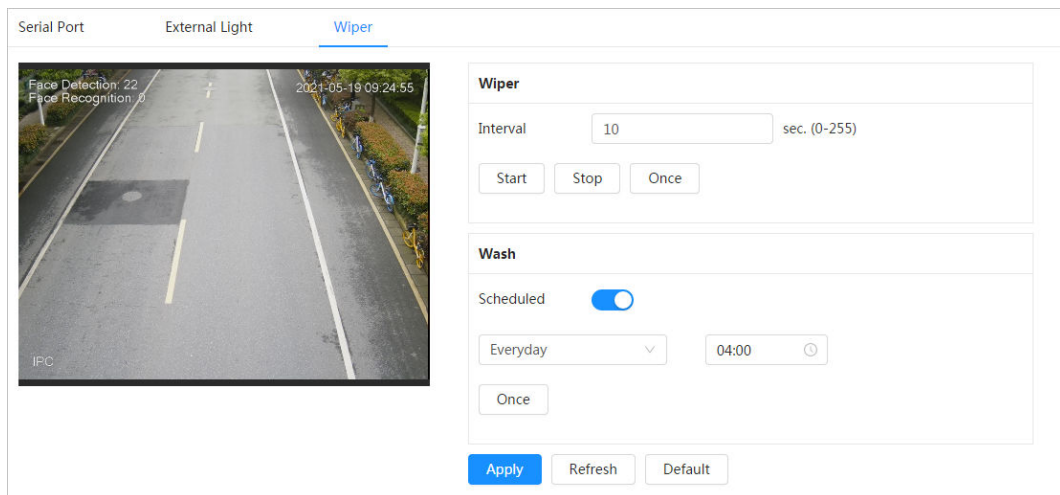 Serial Port External Light Wiper
Face Detection: 22 2021-05-19 09:24:55
Face Recognition: 0
IPC
Wiper
Interval 10 sec. (0-255)
Start Stop Once
Wash
Scheduled
Everyday 04:00
Once
Apply Refresh Default